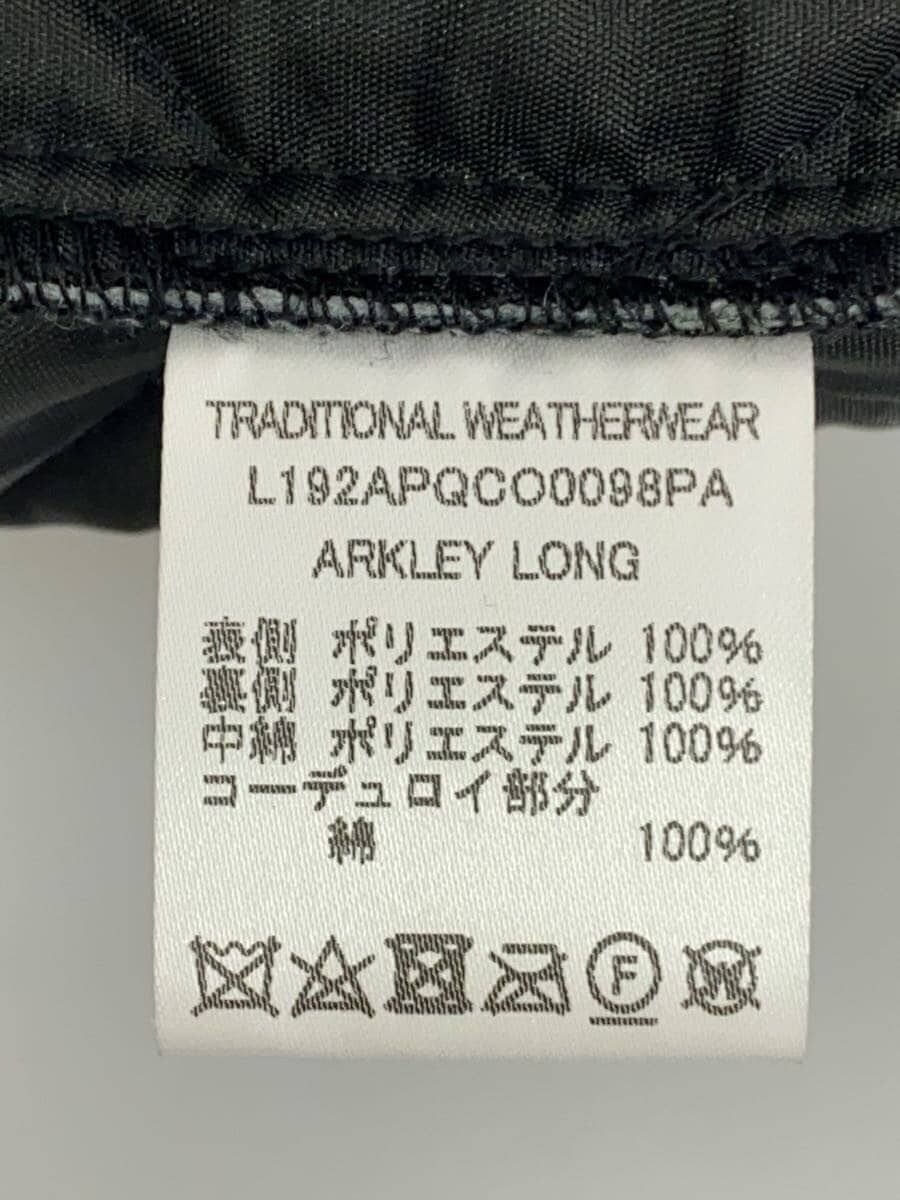 TRADITIONAL WEATHERWEAR
L192APQCO0098PA
ARKLEY LONG
表側 ポリエステル 100%
裏側 ポリエステル 100%
中綿 ポリエステル 100%
コーデュロイ部分
綿 100%
F W